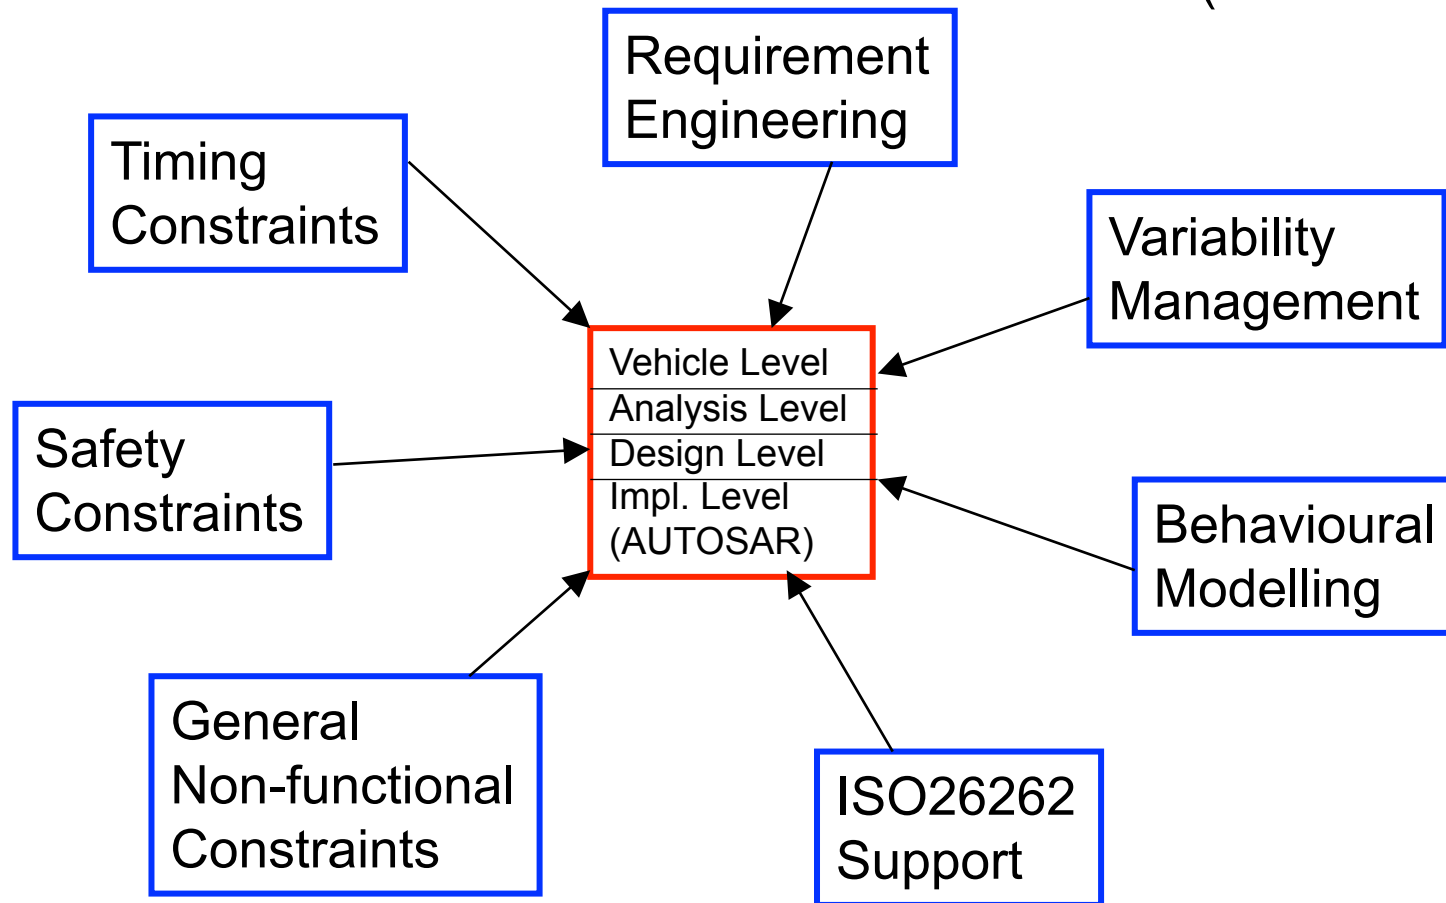 (
Requirement
Engineering
Timing
Constraints
Variability
Management
Vehicle Level
Analysis Level
Design Level
Impl. Level
(AUTOSAR)
Safety
Constraints
Behavioural
Modelling
General
Non-functional
Constraints
ISO26262
Support